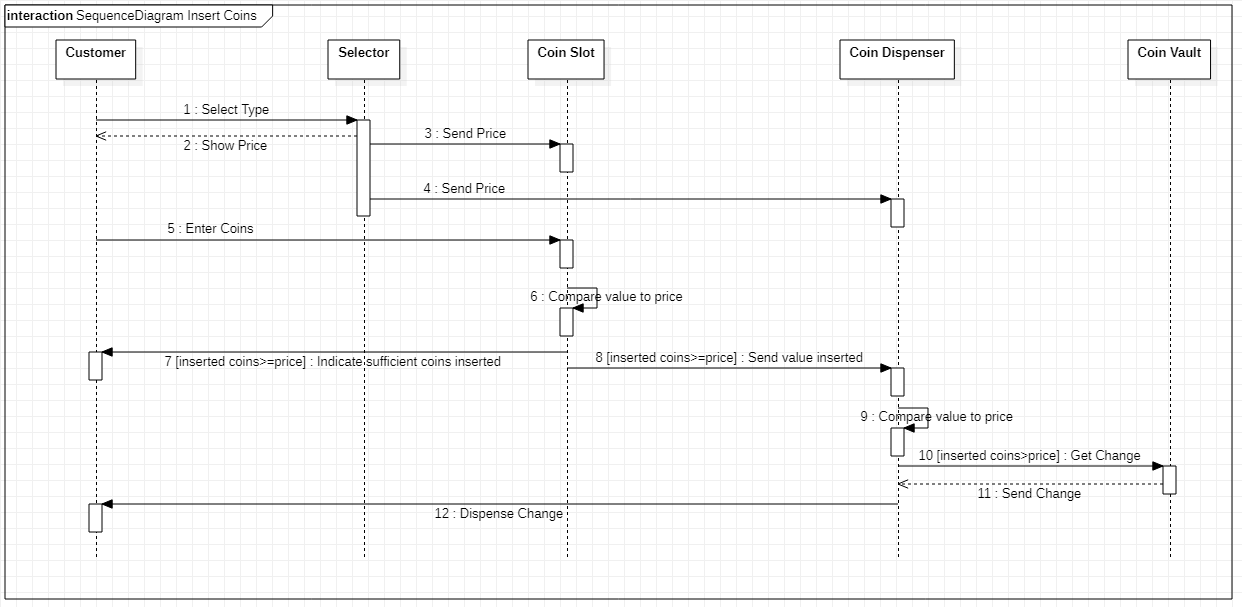 interaction SequenceDiagram Insert Coins
Customer
Selector
Coin Slot
Coin Dispenser
Coin Vault
1 : Select Type
2 : Show Price
3 : Send Price
4 : Send Price
5 : Enter Coins
6 : Compare value to price
7 [inserted coins>=price] : Indicate sufficient coins inserted
8 [inserted coins>=price] : Send value inserted
9 : Compare value to price
10 [inserted coins>price] : Get Change
11 : Send Change
12 : Dispense Change